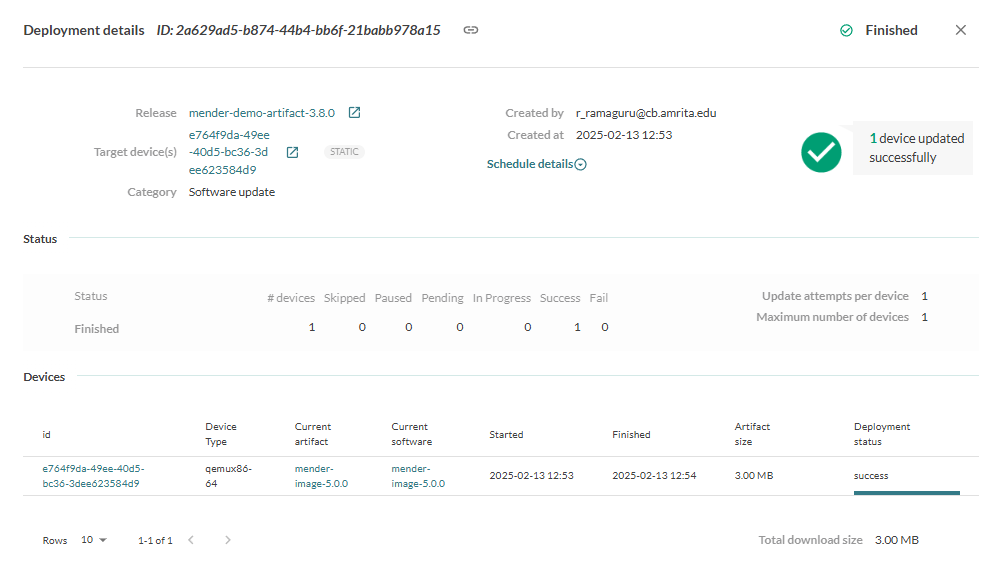 Deployment details ID: 2a629ad5-b874-44b4-bb6f-21babb978a15 Finished
Release mender-demo-artifact-3.8.0
Target device(s) e764f9da-49ee
-40d5-bc36-3d
ee623584d9
STATIC
Category Software update
Created by r_ramaguru@cb.amrita.edu
Created at 2025-02-13 12:53
Schedule details
1 device updated
successfully
Status
Status # devices Skipped Paused Pending In Progress Success Fail
Finished 1 0 0 0 0 1 0
Update attempts per device 1
Maximum number of devices 1
Devices
id Device Type Current artifact Current software Started Finished Artifact size Deployment status
e764f9da-49ee-40d5- qemux86- mender- mender- 2025-02-13 12:53 2025-02-13 12:54 3.00 MB success
bc36-3dee623584d9 64 image-5.0.0 image-5.0.0
Rows 10 1-1 of 1 Total download size 3.00 MB